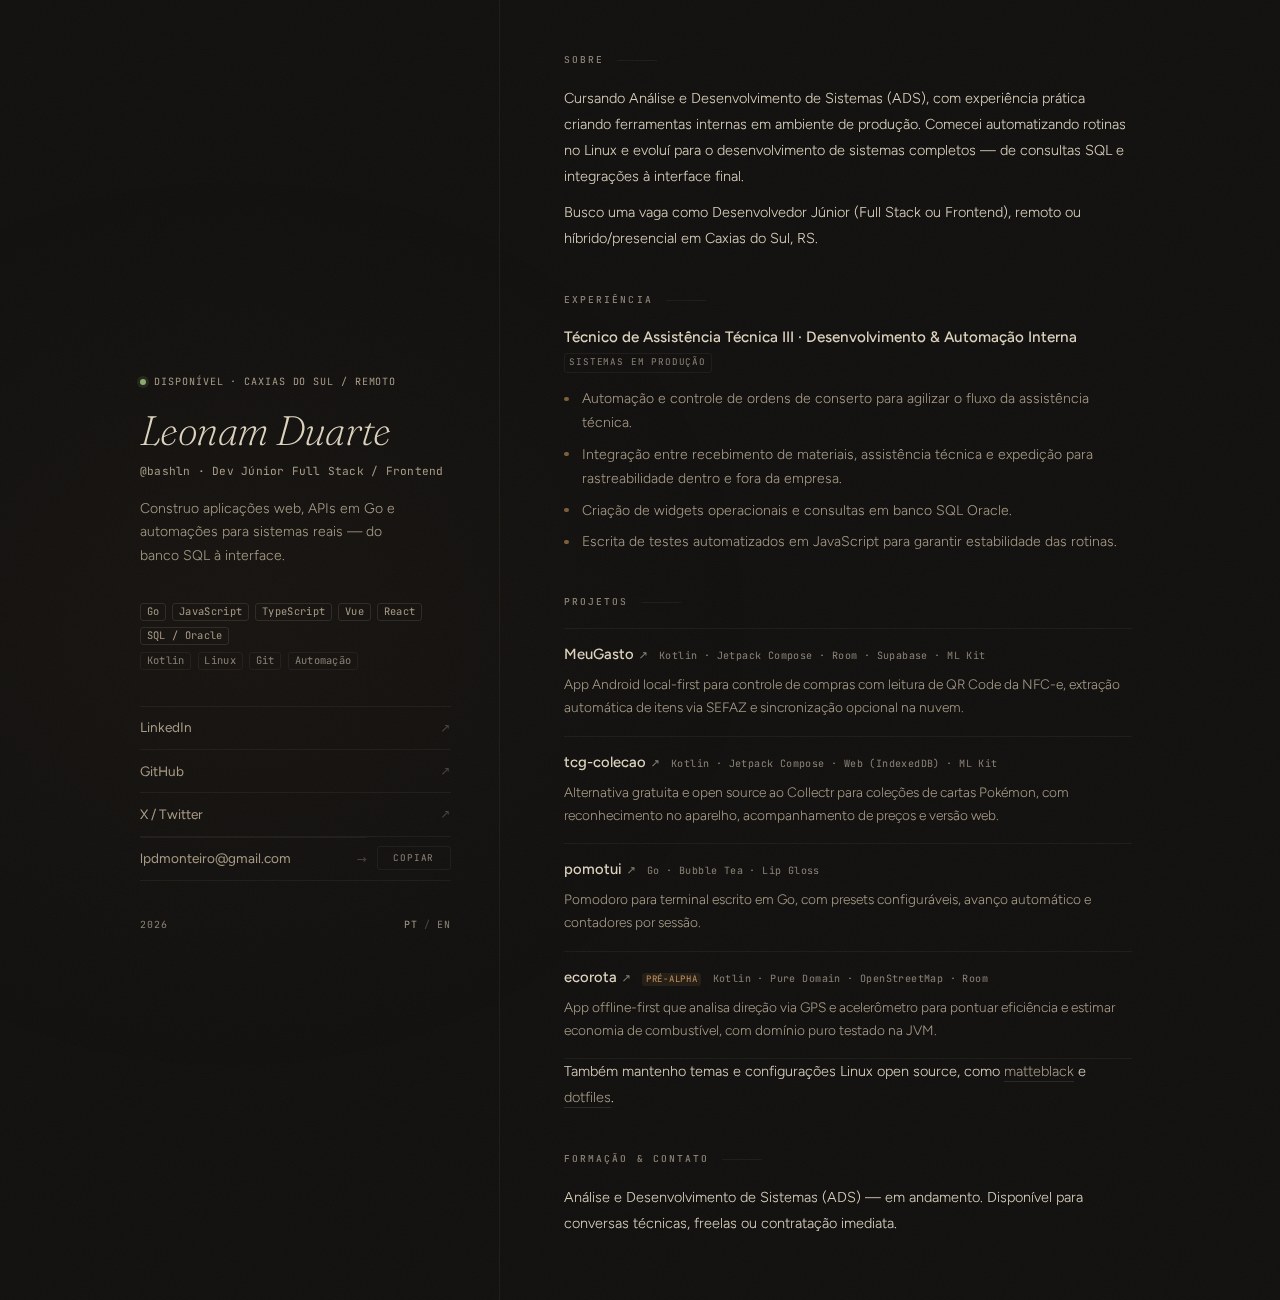 DISPONÍVEL · CAXIAS DO SUL / REMOTO
Leonam Duarte
@bashln · Dev Júnior Full Stack / Frontend
Construo aplicações web, APIs em Go e
automações para sistemas reais — do
banco SQL à interface.
Go JavaScript TypeScript Vue React
SQL / Oracle
Kotlin Linux Git Automação
LinkedIn ↗
GitHub ↗
X / Twitter ↗
lpdmonteiro@gmail.com → COPIAR
2026 PT / EN
SOBRE
Cursando Análise e Desenvolvimento de Sistemas (ADS), com experiência prática
criando ferramentas internas em ambiente de produção. Comecei automatizando rotinas
no Linux e evoluí para o desenvolvimento de sistemas completos — de consultas SQL e
integrações à interface final.
Busco uma vaga como Desenvolvedor Júnior (Full Stack ou Frontend), remoto ou
híbrido/presencial em Caxias do Sul, RS.
EXPERIÊNCIA
Técnico de Assistência Técnica III · Desenvolvimento & Automação Interna
SISTEMAS EM PRODUÇÃO
Automação e controle de ordens de conserto para agilizar o fluxo da assistência
técnica.
Integração entre recebimento de materiais, assistência técnica e expedição para
rastreabilidade dentro e fora da empresa.
Criação de widgets operacionais e consultas em banco SQL Oracle.
Escrita de testes automatizados em JavaScript para garantir estabilidade das rotinas.
PROJETOS
MeuGasto ↗ Kotlin · Jetpack Compose · Room · Supabase · ML Kit
App Android local-first para controle de compras com leitura de QR Code da NFC-e, extração
automática de itens via SEFAZ e sincronização opcional na nuvem.
tcg-colecao ↗ Kotlin · Jetpack Compose · Web (IndexedDB) · ML Kit
Alternativa gratuita e open source ao Collectr para coleções de cartas Pokémon, com
reconhecimento no aparelho, acompanhamento de preços e versão web.
pomotui ↗ Go · Bubble Tea · Lip Gloss
Pomodoro para terminal escrito em Go, com presets configuráveis, avanço automático e
contadores por sessão.
ecorota ↗ PRÉ-ALPHA Kotlin · Pure Domain · OpenStreetMap · Room
App offline-first que analisa direção via GPS e acelerômetro para pontuar eficiência e estimar
economia de combustível, com domínio puro testado na JVM.
Também mantenho temas e configurações Linux open source, como matteblack e
dotfiles.
FORMAÇÃO & CONTATO
Análise e Desenvolvimento de Sistemas (ADS) — em andamento. Disponível para
conversas técnicas, freelas ou contratação imediata.